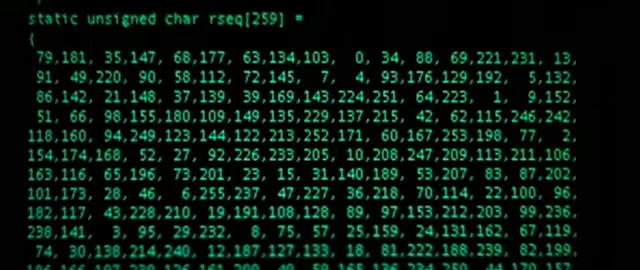 static unsigned char rseq[259] =
{
79,181, 35,147, 68,177, 63,134,103, 0, 34, 88, 69,221,231, 13,
91, 49,220, 90, 58,112, 72,145, 7, 4, 93,176,129,192, 5,132,
86,142, 21,148, 37,139, 39,169,143,224,251, 64,223, 1, 9,152,
51, 66, 98,155,180,109,149,135,229,137,215, 42, 62,115,246,242,
118,160, 94,249,123,144,122,213,252,171, 60,167,253,198, 77, 2,
154,174,168, 52, 27, 92,226,233,205, 10,208,247,209,113,211,106,
163,116, 65,196, 73,201, 23, 15, 31,140,189, 53,207, 83, 87,202,
101,173, 28, 46, 6,255,237, 47,227, 36,218, 70,114, 22,100, 96,
182,117, 43,228,210, 19,191,108,128, 89, 97,153,212,203, 99,236,
238,141, 3, 95, 29,232, 8, 75, 57, 25,159, 24,131,162, 67,119,
74, 30,138,214,240, 12,187,127,133, 18, 81,222,188,239, 82,199,